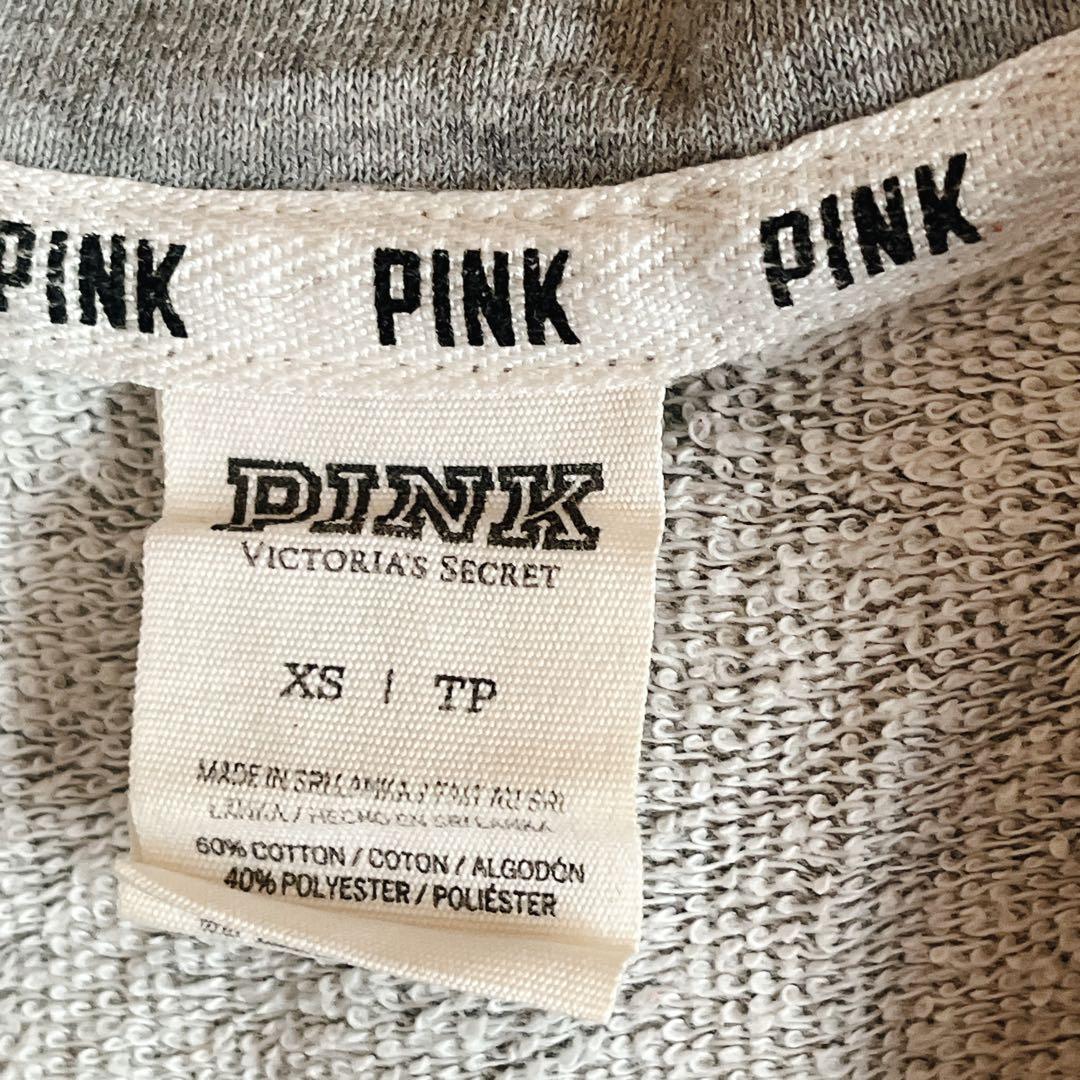 PINK PINK PINK
PINK
VICTORIA'S SECRET
XS | TP
MADE IN SRI LANKA / FAIT AU SRI
LANKA / HECHO EN SRI LANKA
60% COTTON / COTON / ALGODÓN
40% POLYESTER / POLIÉSTER